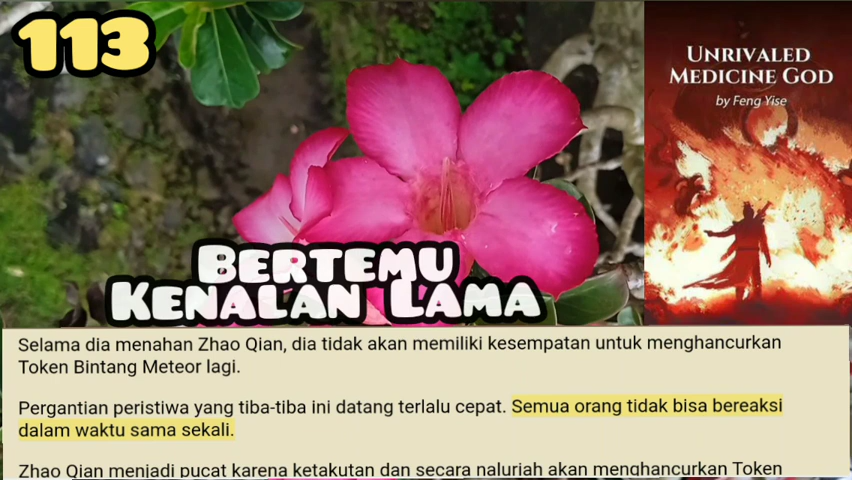 113
UNRIVALED
MEDICINE GOD
by Feng Yise
BERTEMU
KENALAN LAMA
Selama dia menahan Zhao Qian, dia tidak akan memiliki kesempatan untuk menghancurkan
Token Bintang Meteor lagi.
Pergantian peristiwa yang tiba-tiba ini datang terlalu cepat. Semua orang tidak bisa bereaksi
dalam waktu sama sekali.
Zhao Qian menjadi pucat karena ketakutan dan secara naluriah akan menghancurkan Token